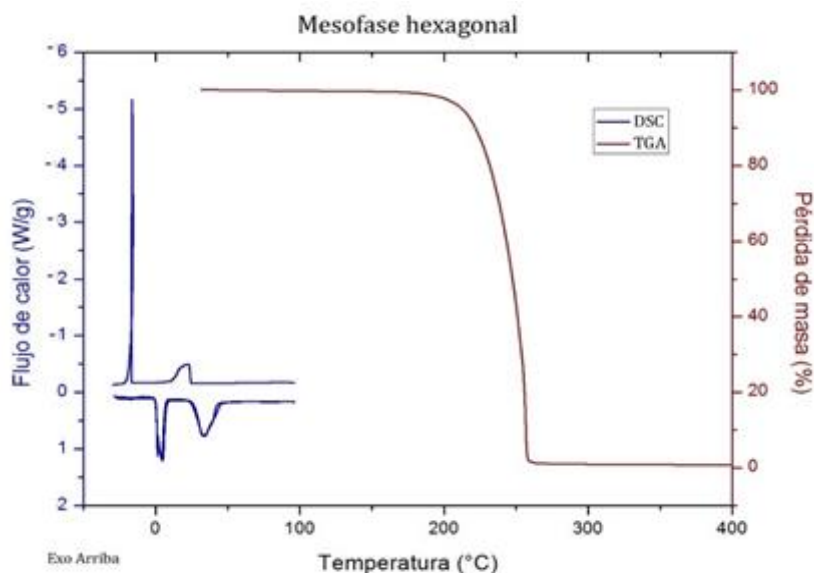 Mesofase hexagonal
-6
-5
-4
-3
-2
-1
0
1
2
Flujo de calor (W/g)
100
80
60
40
20
0
Pérdida de masa (%)
DSC
TGA
0
100
200
300
400
Exo Arriba
Temperatura (°C)